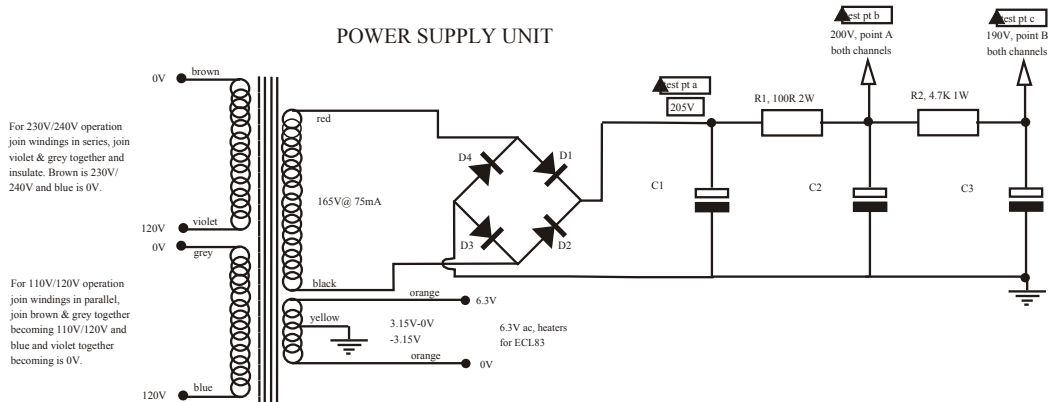 POWER SUPPLY UNIT
test pt b
200V, point A
both channels
test pt c
190V, point B
both channels
test pt a
205V
R1, 100R 2W
R2, 4.7K 1W
0V
brown
red
For 230V/240V operation
join windings in series, join
violet & grey together and
insulate. Brown is 230V/
240V and blue is 0V.
D4
D1
D3
D2
C1
C2
C3
165V@ 75mA
violet
120V
0V
grey
For 110V/120V operation
join windings in parallel,
join brown & grey together
becoming 110V/120V and
blue and violet together
becoming is 0V.
black
orange
6.3V
yellow
3.15V-0V
-3.15V
6.3V ac, heaters
for ECL83
orange
0V
blue
120V